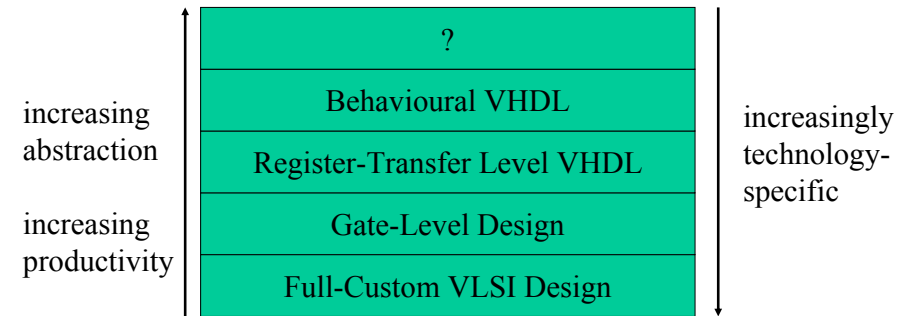 ?
Behavioural VHDL
Register-Transfer Level VHDL
Gate-Level Design
Full-Custom VLSI Design
increasing
abstraction
increasing
productivity
increasingly
technology-
specific